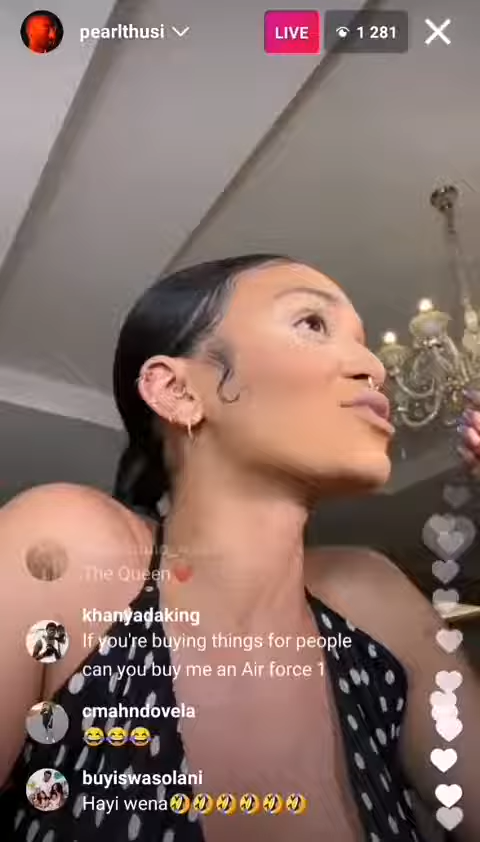 pearlthusi
LIVE
1 281
The Queen❤️
khanyadaking
If you're buying things for people
can you buy me an Air force 1
cmahndovela
😂😂😂
buyiswasolani
Hayi wena🤣🤣🤣🤣🤣🤣